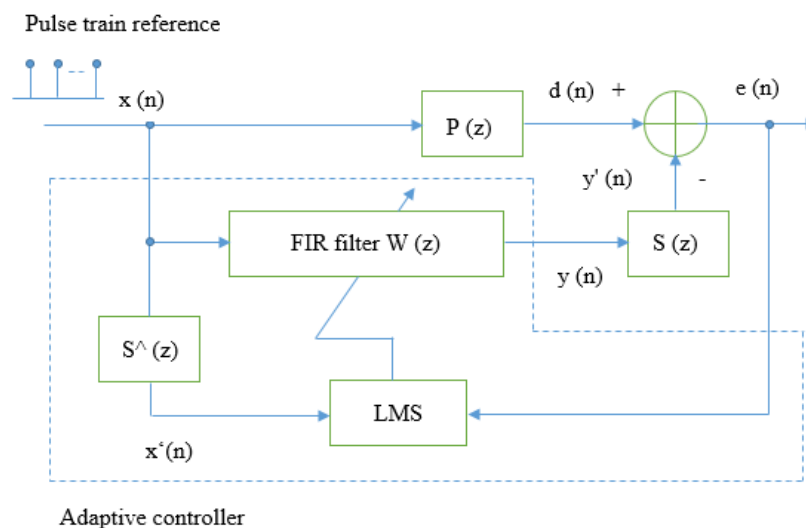 Pulse train reference
x (n)
P (z)
d (n) +
e (n)
y' (n) -
FIR filter W (z)
y (n)
S (z)
S^ (z)
LMS
x‘(n)
Adaptive controller